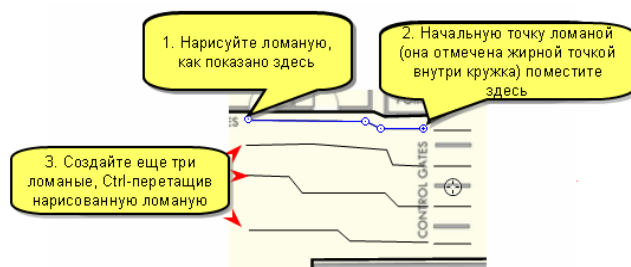 1. Нарисуйте ломаную,
как показано здесь
2. Начальную точку ломаной
(она отмечена жирной точкой
внутри кружка) поместите
здесь
3. Создайте еще три
ломаные, Ctrl-перетащив
нарисованную ломаную
CONTROL GATES